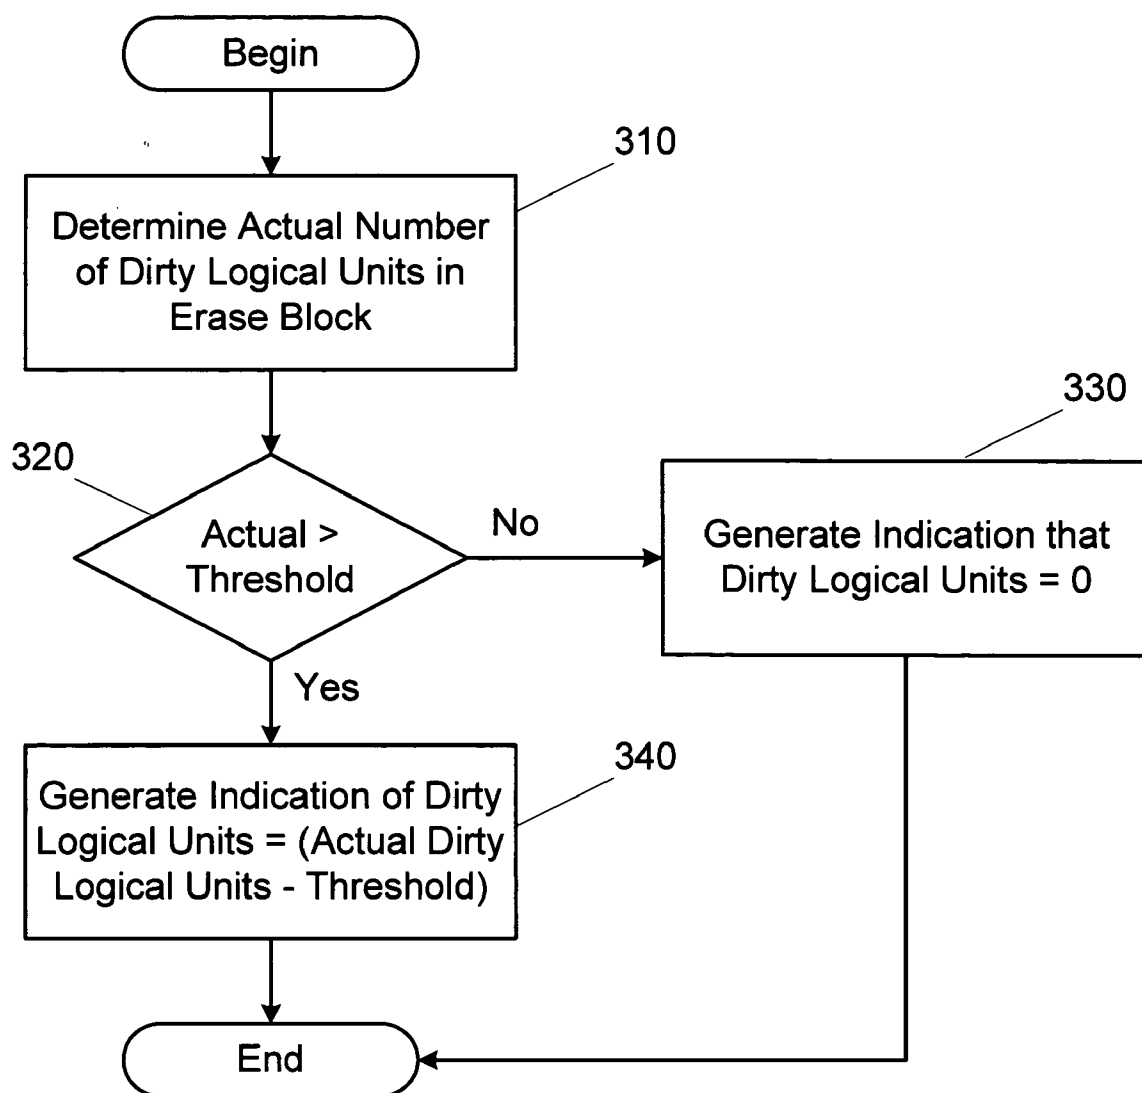 Begin
310
Determine Actual Number
of Dirty Logical Units in
Erase Block
320
Actual >
Threshold
No
330
Generate Indication that
Dirty Logical Units = 0
Yes
340
Generate Indication of Dirty
Logical Units = (Actual Dirty
Logical Units - Threshold)
End